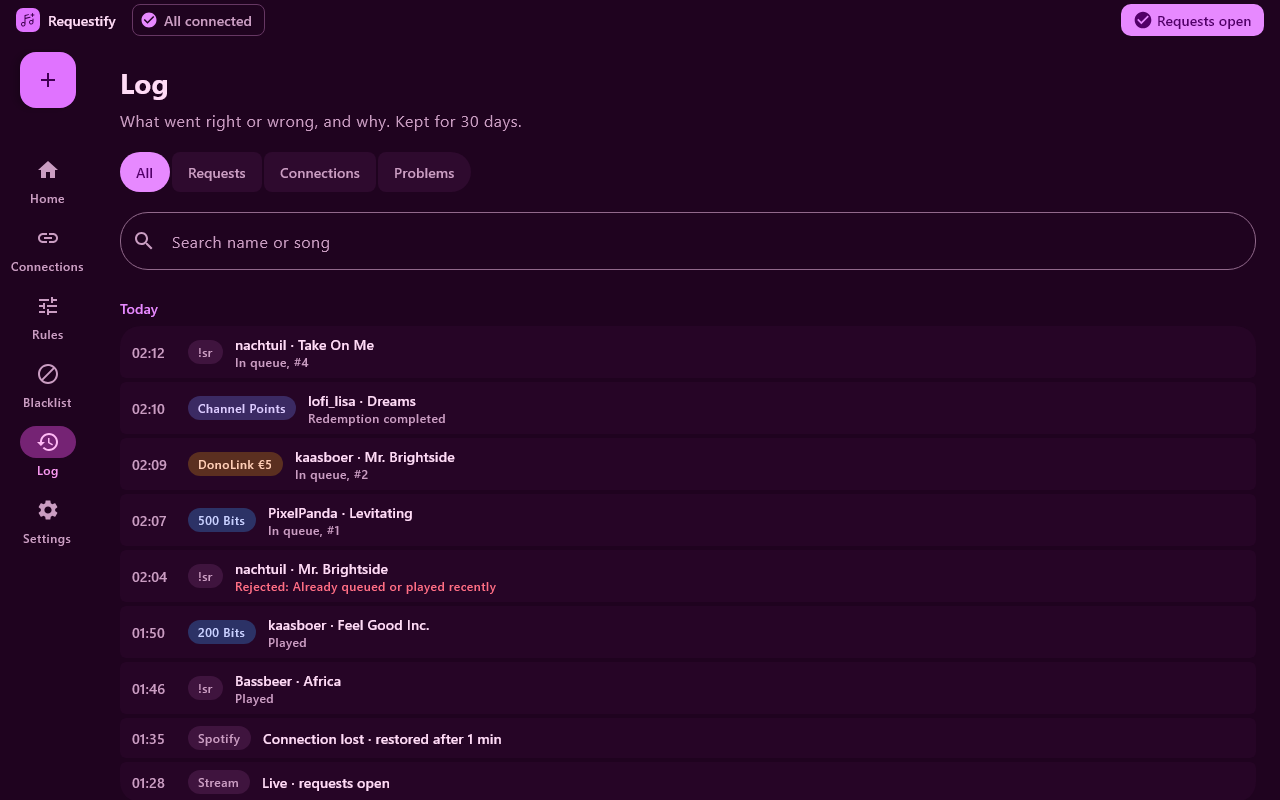 Requestify
All connected
Requests open
Log
What went right or wrong, and why. Kept for 30 days.
All
Requests
Connections
Problems
Search name or song
Home
Connections
Rules
Blacklist
Log
Settings
Today
02:12
!sr
nachtuil · Take On Me
In queue, #4
02:10
Channel Points
lofi_lisa · Dreams
Redemption completed
02:09
DonoLink €5
kaasboer · Mr. Brightside
In queue, #2
02:07
500 Bits
PixelPanda · Levitating
In queue, #1
02:04
!sr
nachtuil · Mr. Brightside
Rejected: Already queued or played recently
01:50
200 Bits
kaasboer · Feel Good Inc.
Played
01:46
!sr
Bassbeer · Africa
Played
01:35
Spotify
Connection lost · restored after 1 min
01:28
Stream
Live · requests open